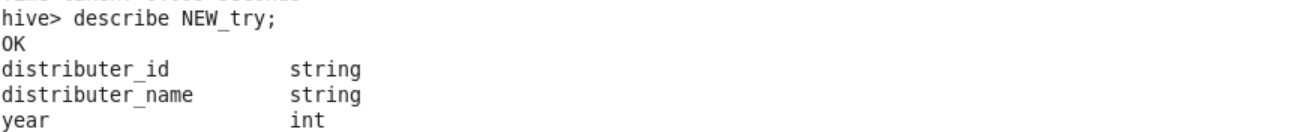 hive> describe NEW_try;
OK
distributer_id string
distributer_name string
year int